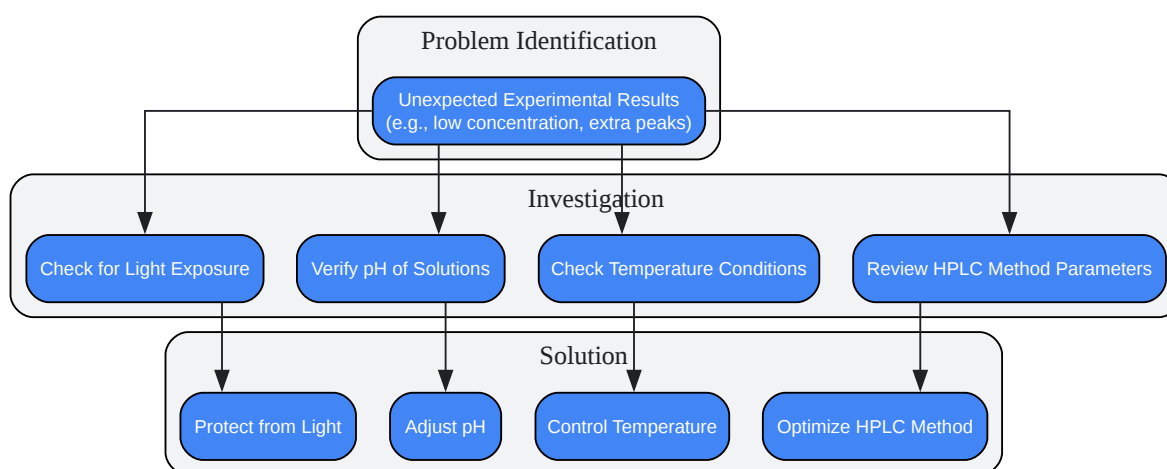 Problem Identification
Unexpected Experimental Results
(e.g., low concentration, extra peaks)
Investigation
Check for Light Exposure
Verify pH of Solutions
Check Temperature Conditions
Review HPLC Method Parameters
Solution
Protect from Light
Adjust pH
Control Temperature
Optimize HPLC Method